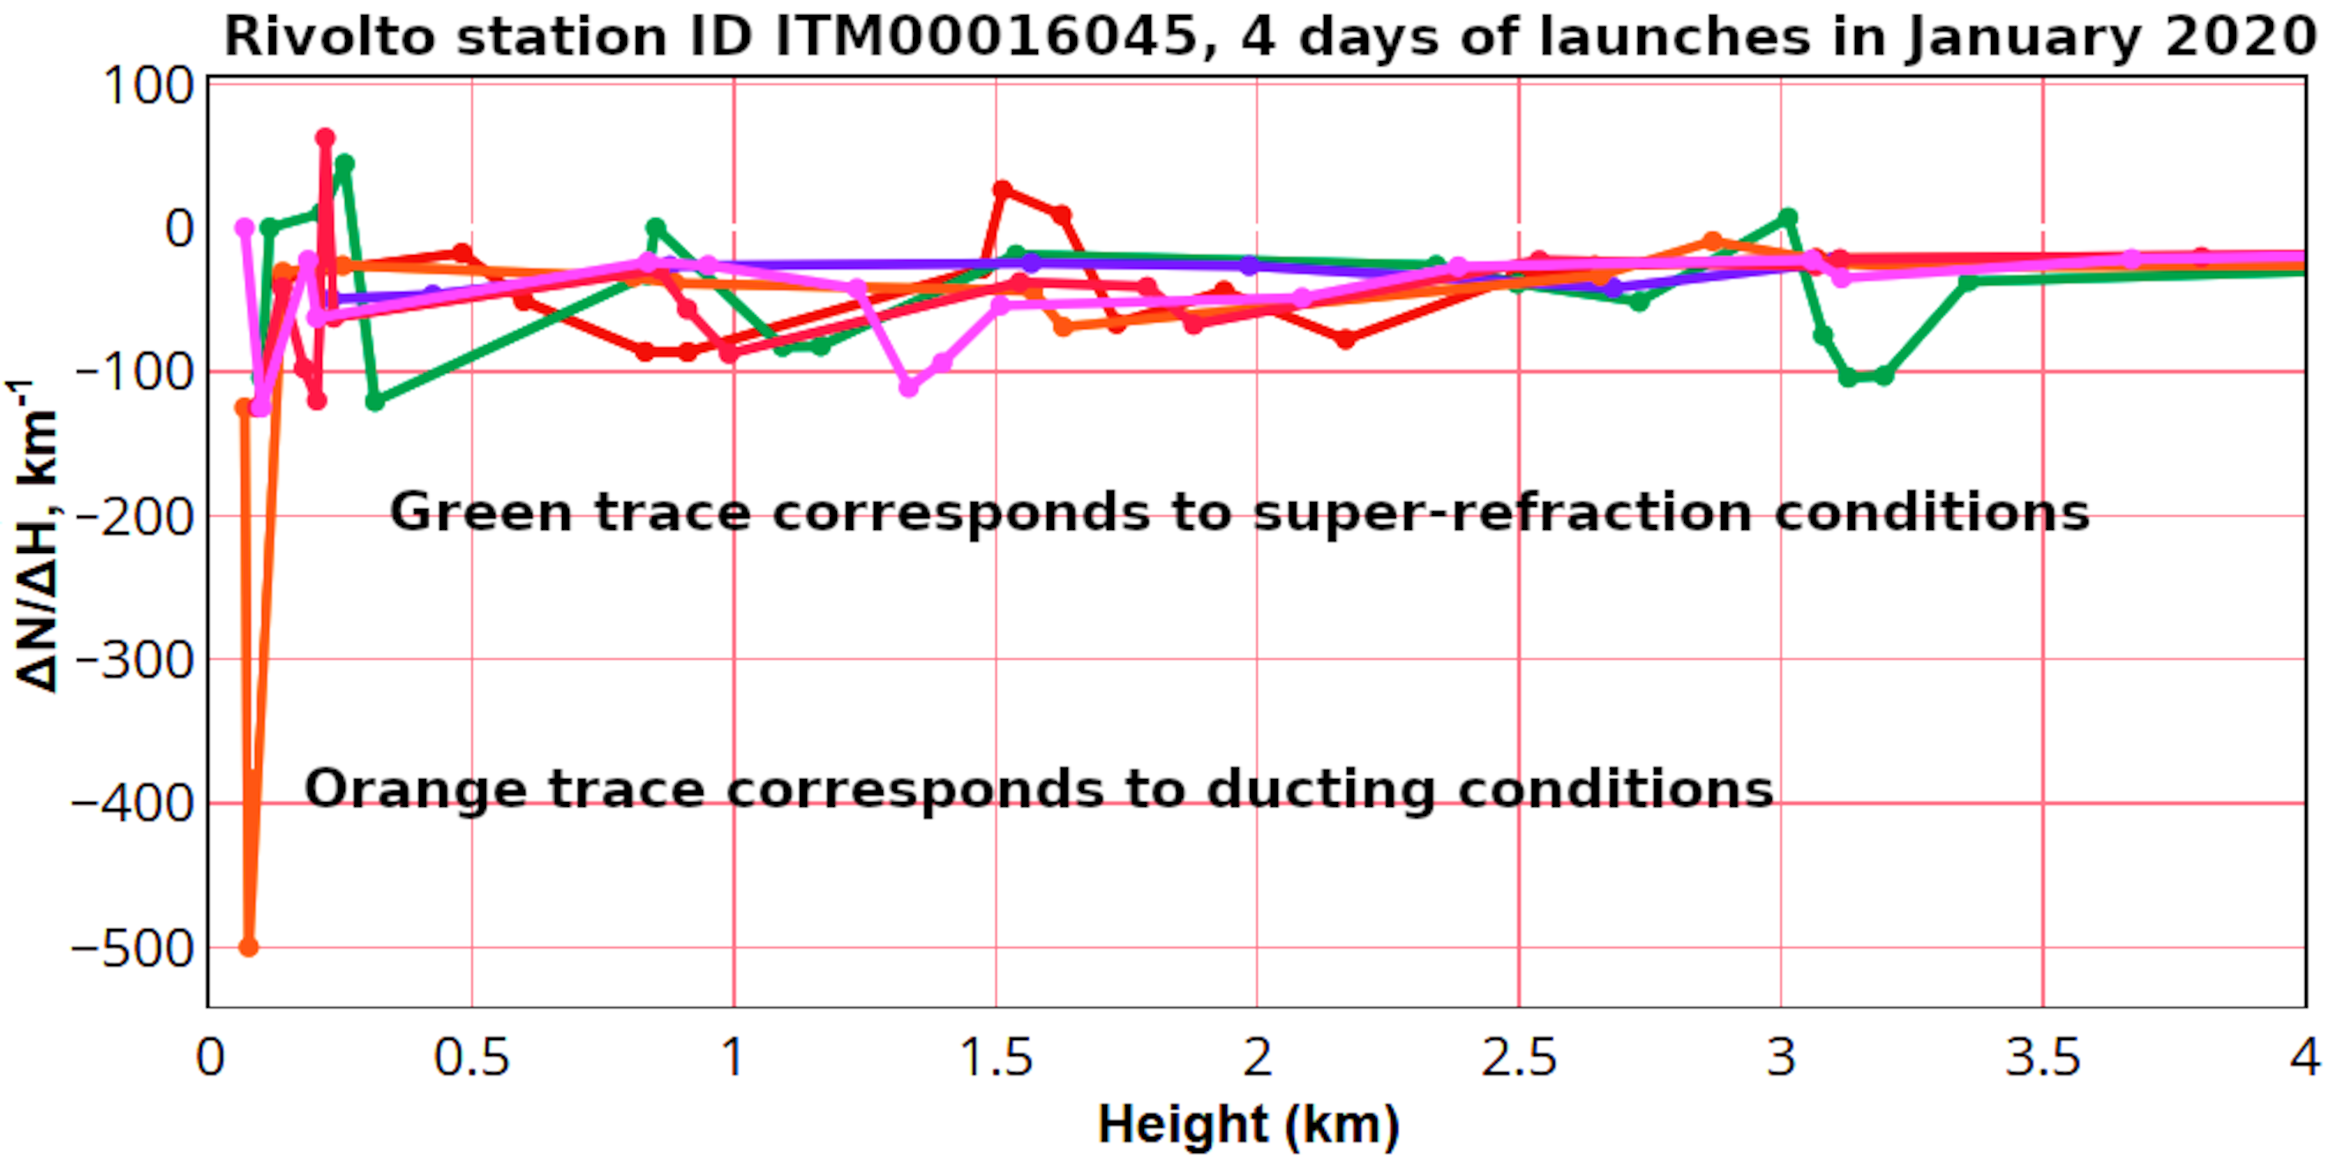 Rivolto station ID ITM00016045, 4 days of launches in January 2020
100
0
−100
−200
−300
−400
−500
ΔN/ΔH, km⁻¹
Green trace corresponds to super-refraction conditions
Orange trace corresponds to ducting conditions
0 0.5 1 1.5 2 2.5 3 3.5 4
Height (km)